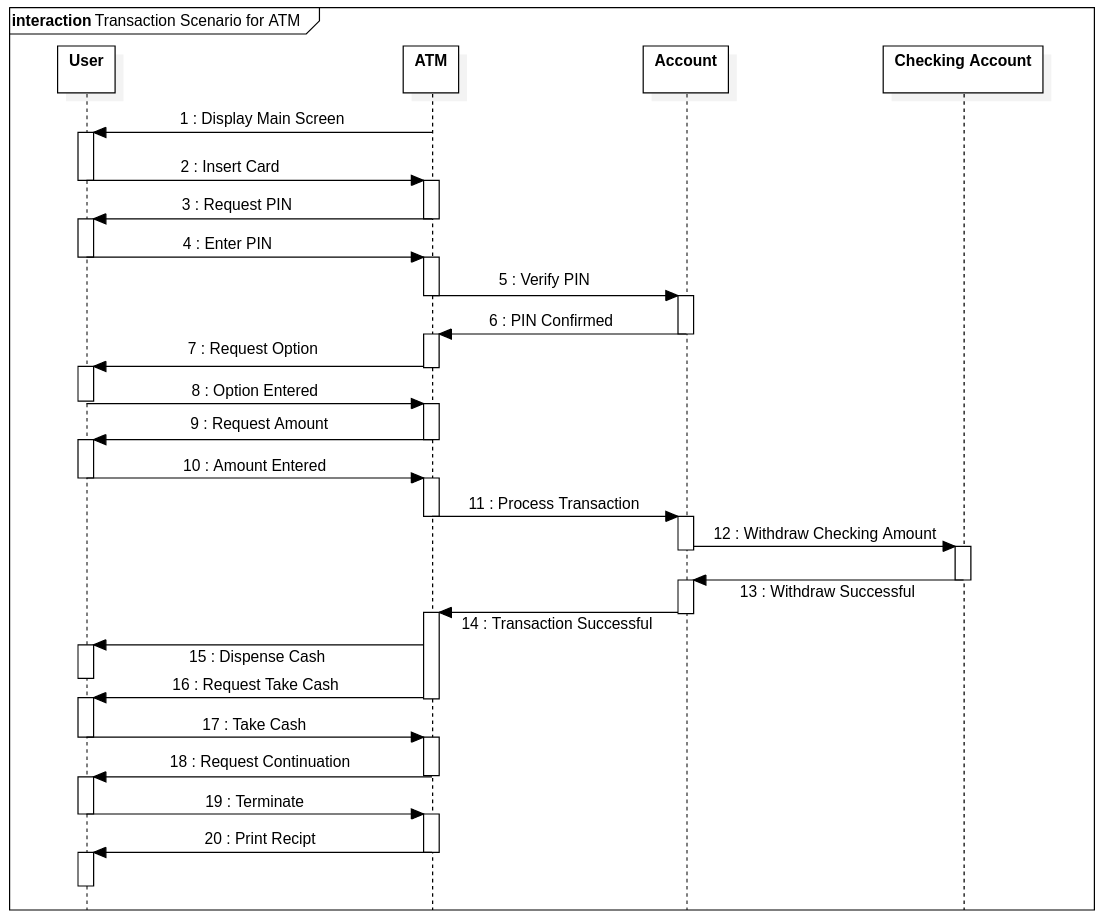 interaction Transaction Scenario for ATM
User
ATM
Account
Checking Account
1 : Display Main Screen
2 : Insert Card
3 : Request PIN
4 : Enter PIN
5 : Verify PIN
6 : PIN Confirmed
7 : Request Option
8 : Option Entered
9 : Request Amount
10 : Amount Entered
11 : Process Transaction
12 : Withdraw Checking Amount
13 : Withdraw Successful
14 : Transaction Successful
15 : Dispense Cash
16 : Request Take Cash
17 : Take Cash
18 : Request Continuation
19 : Terminate
20 : Print Recipt